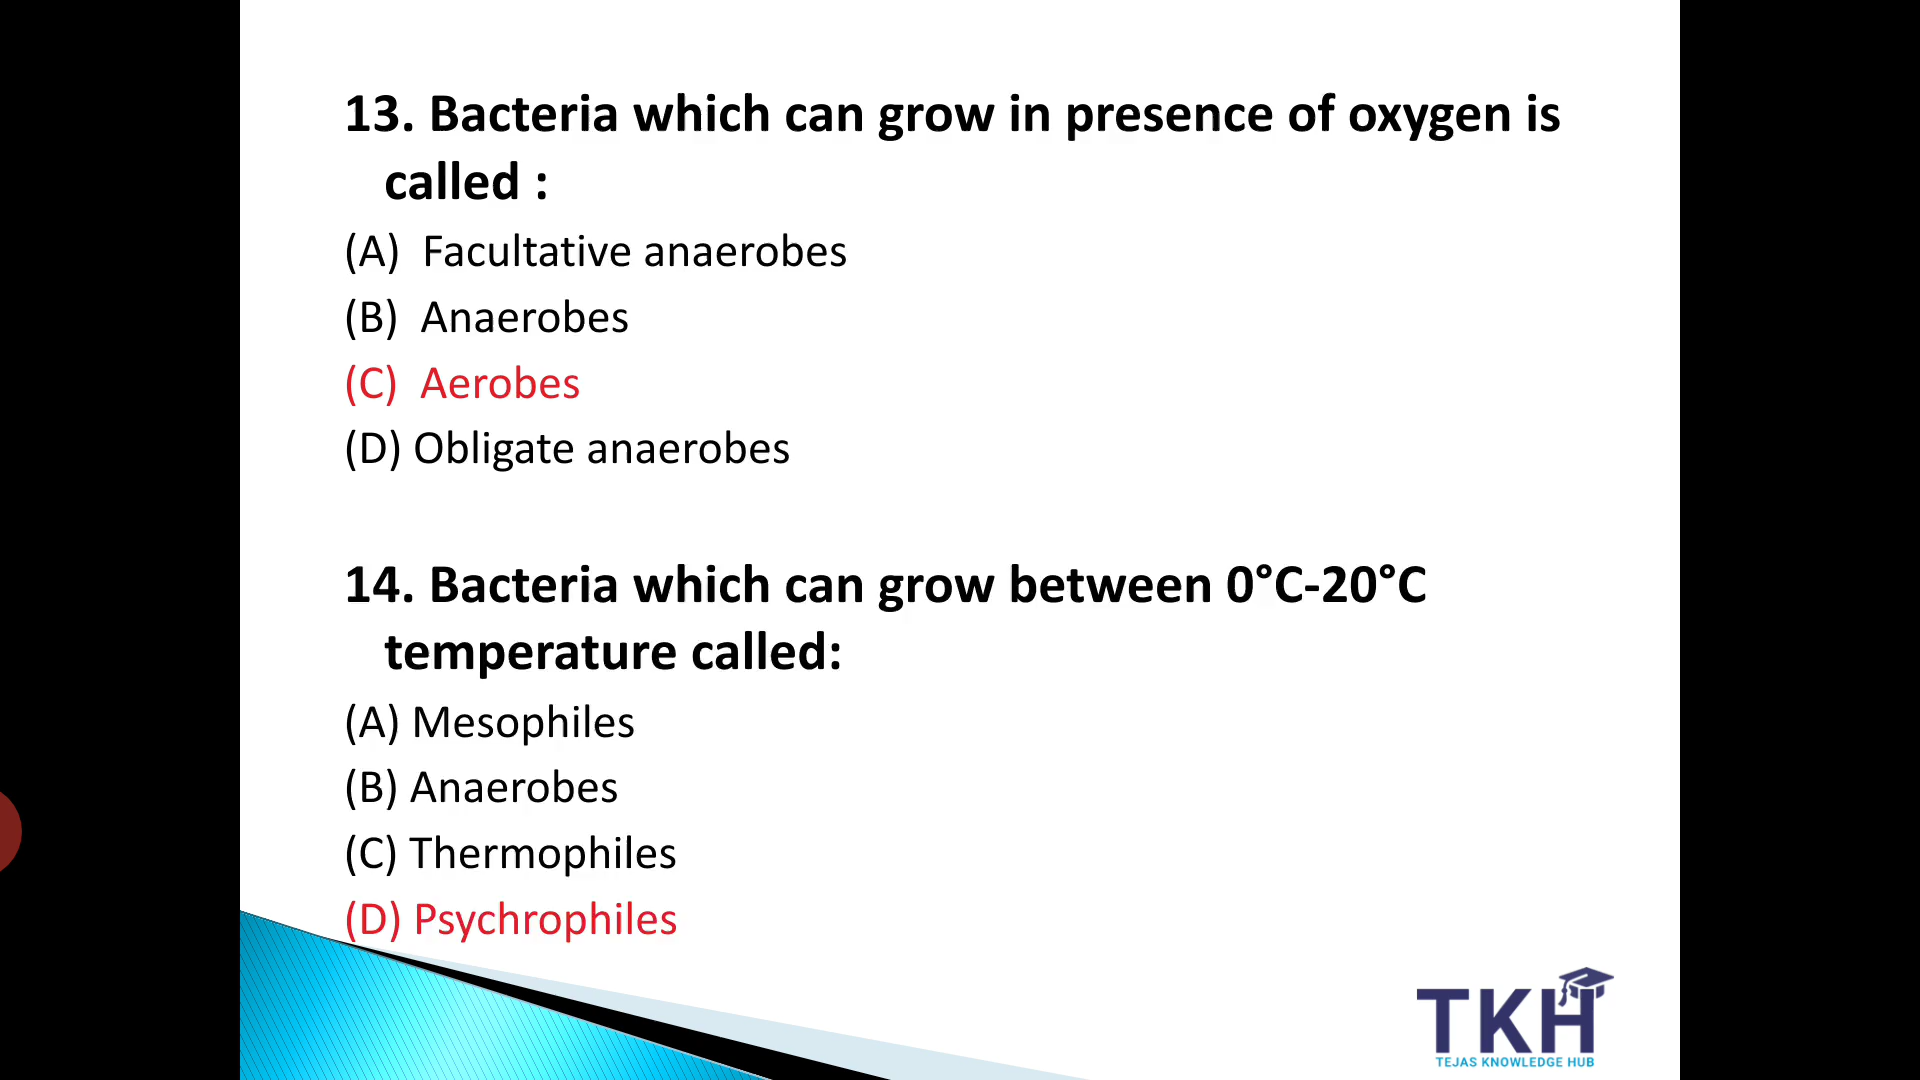 13. Bacteria which can grow in presence of oxygen is
called :
(A) Facultative anaerobes
(B) Anaerobes
(C) Aerobes
(D) Obligate anaerobes
14. Bacteria which can grow between 0°C-20°C
temperature called:
(A) Mesophiles
(B) Anaerobes
(C) Thermophiles
(D) Psychrophiles
TKH
TEJAS KNOWLEDGE HUB